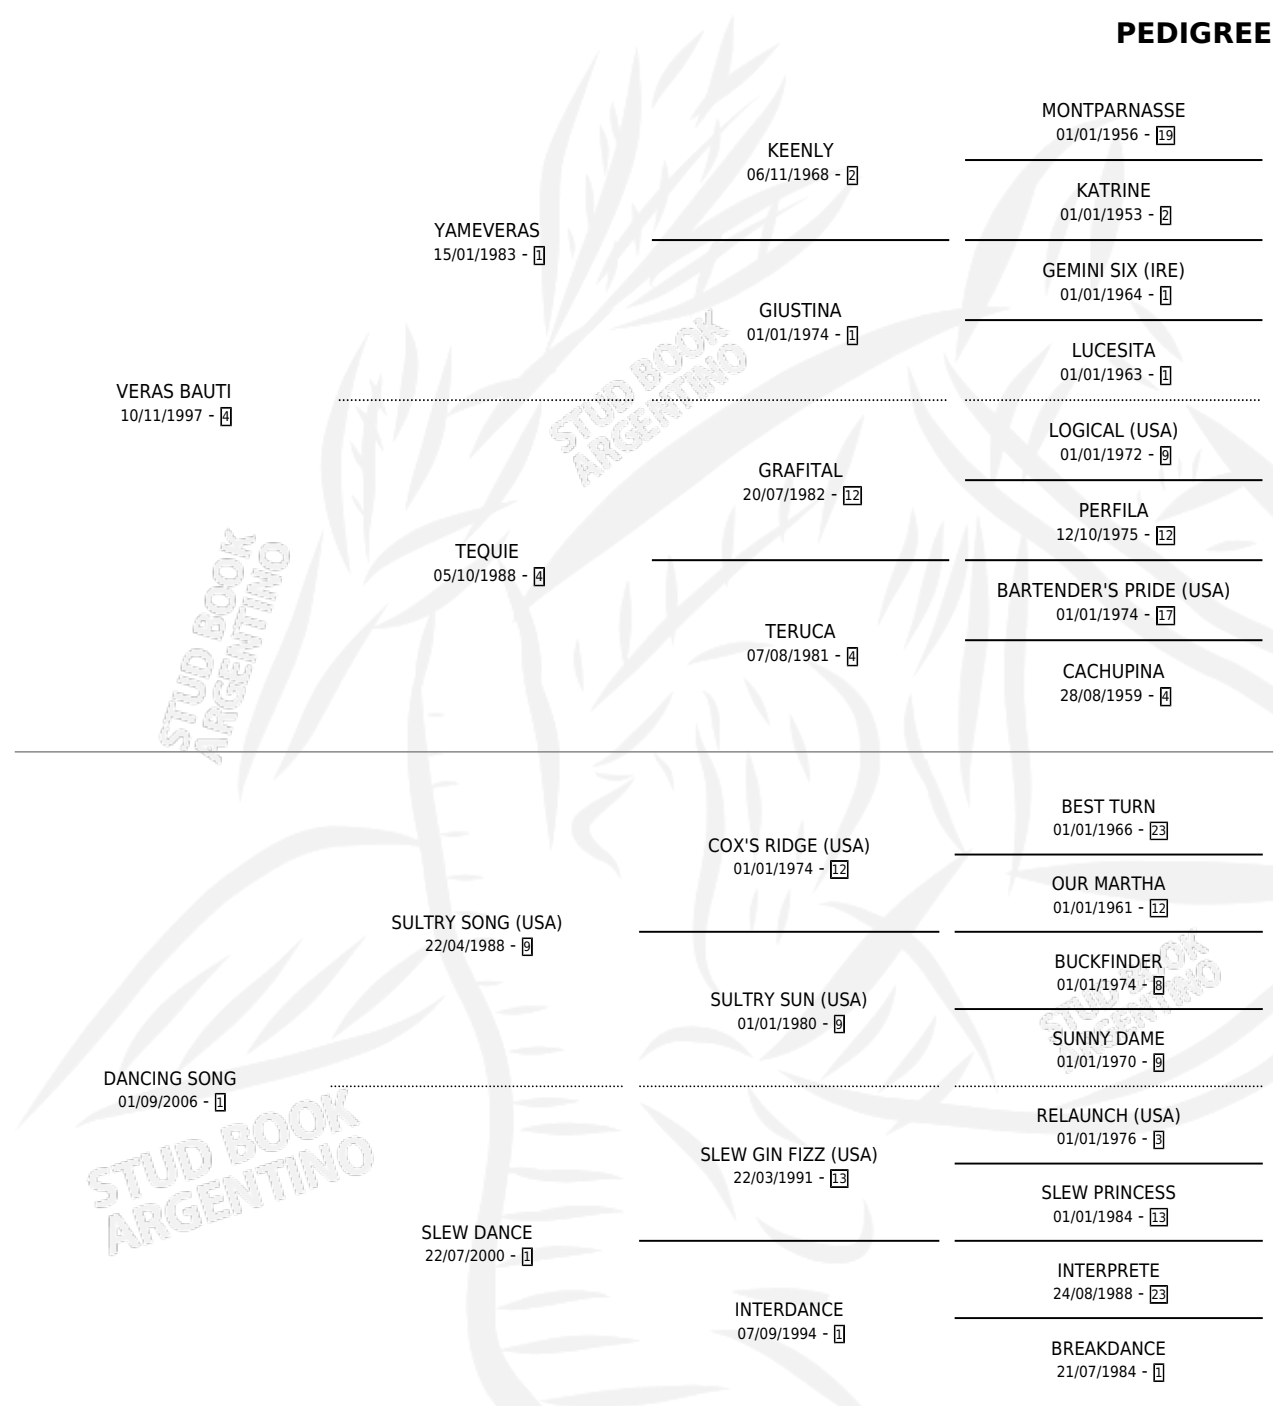 PEDIGREE
MONTPARNASSE
01/01/1956 - 19
KEENLY
06/11/1968 - 2
KATRINE
01/01/1953 - 2
YAMEVERAS
15/01/1983 - 1
GEMINI SIX (IRE)
01/01/1964 - 1
GIUSTINA
01/01/1974 - 1
LUCESITA
01/01/1963 - 1
VERAS BAUTI
10/11/1997 - 4
LOGICAL (USA)
01/01/1972 - 9
GRAFITAL
20/07/1982 - 12
PERFILA
12/10/1975 - 12
TEQUIE
05/10/1988 - 4
BARTENDER'S PRIDE (USA)
01/01/1974 - 17
TERUCA
07/08/1981 - 4
CACHUPINA
28/08/1959 - 4
BEST TURN
01/01/1966 - 23
COX'S RIDGE (USA)
01/01/1974 - 12
OUR MARTHA
01/01/1961 - 12
SULTRY SONG (USA)
22/04/1988 - 9
BUCKFINDER
01/01/1974 - 8
SULTRY SUN (USA)
01/01/1980 - 9
SUNNY DAME
01/01/1970 - 9
DANCING SONG
01/09/2006 - 1
RELAUNCH (USA)
01/01/1976 - 3
SLEW GIN FIZZ (USA)
22/03/1991 - 13
SLEW PRINCESS
01/01/1984 - 13
SLEW DANCE
22/07/2000 - 1
INTERPRETE
24/08/1988 - 23
INTERDANCE
07/09/1994 - 1
BREAKDANCE
21/07/1984 - 1
STUD BOOK
ARGENTINO
STUD BOOK
ARGENTINO
STUD BOOK
ARGENTINO
STUD BOOK
ARGENTINO